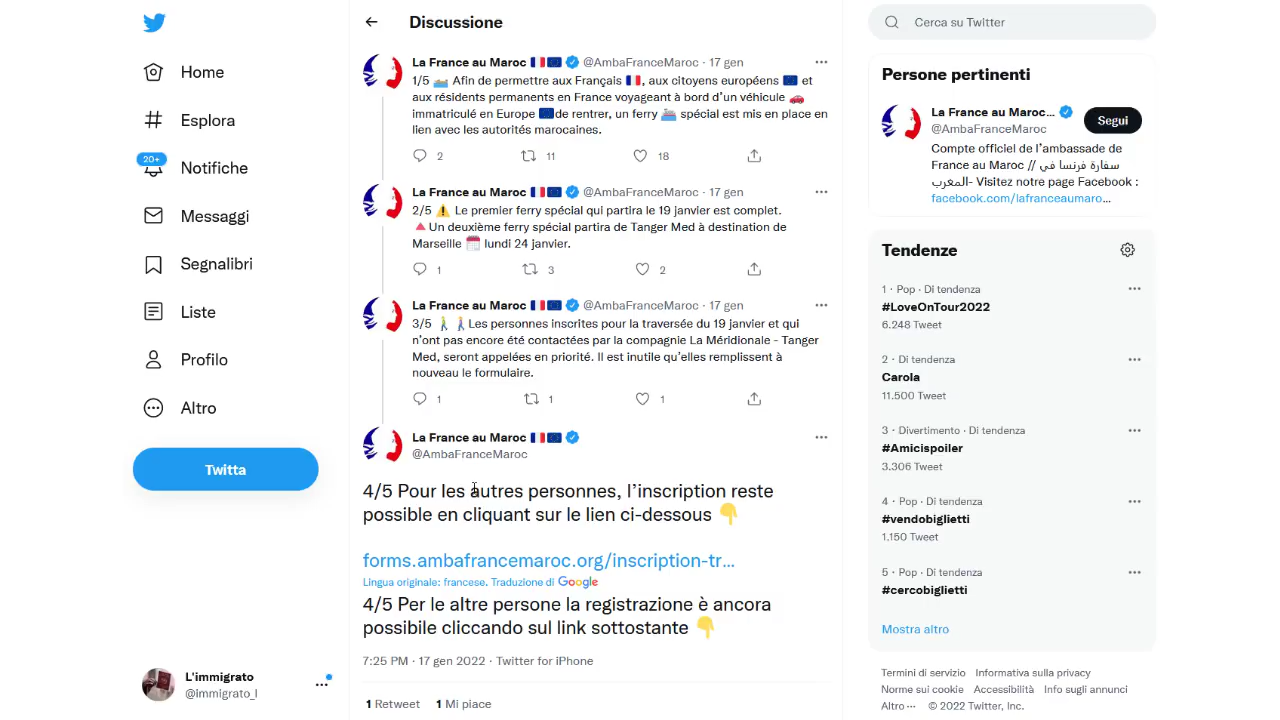 Home
Esplora
20+
Notifiche
Messaggi
Segnalibri
Liste
Profilo
Altro
Twitta
L'immigrato
@immigrato_I
Discussione
La France au Maroc @AmbaFranceMaroc · 17 gen
1/5 Afin de permettre aux Français, aux citoyens européens et
aux résidents permanents en France voyageant à bord d'un véhicule
immatriculé en Europe de rentrer, un ferry spécial est mis en place en
lien avec les autorités marocaines.
2 11 18
La France au Maroc @AmbaFranceMaroc · 17 gen
2/5 Le premier ferry spécial qui partira le 19 janvier est complet.
Un deuxième ferry spécial partira de Tanger Med à destination de
Marseille lundi 24 janvier.
1 3 2
La France au Maroc @AmbaFranceMaroc · 17 gen
3/5 Les personnes inscrites pour la traversée du 19 janvier et qui
n'ont pas encore été contactées par la compagnie La Méridionale - Tanger
Med, seront appelées en priorité. Il est inutile qu'elles remplissent à
nouveau le formulaire.
1 1 1
La France au Maroc
@AmbaFranceMaroc
4/5 Pour les autres personnes, l'inscription reste
possible en cliquant sur le lien ci-dessous
forms.ambafrancemaroc.org/inscription-tr...
Lingua originale: francese. Traduzione di Google
4/5 Per le altre persone la registrazione è ancora
possibile cliccando sul link sottostante
7:25 PM · 17 gen 2022 · Twitter for iPhone
1 Retweet 1 Mi piace
Cerca su Twitter
Persone pertinenti
La France au Maroc...
@AmbaFranceMaroc
Segui
Compte officiel de l'ambassade de
France au Maroc // سفارة فرنسا في
المغرب- Visitez notre page Facebook :
facebook.com/lafranceaumaro...
Tendenze
1 · Pop · Di tendenza
#LoveOnTour2022
6.248 Tweet
2 · Di tendenza
Carola
11.500 Tweet
3 · Divertimento · Di tendenza
#Amicispoiler
3.306 Tweet
4 · Pop · Di tendenza
#vendobiglietti
1.150 Tweet
5 · Pop · Di tendenza
#cercobiglietti
Mostra altro
Termini di servizio Informativa sulla privacy
Norme sui cookie Accessibilità Info sugli annunci
Altro ··· © 2022 Twitter, Inc.